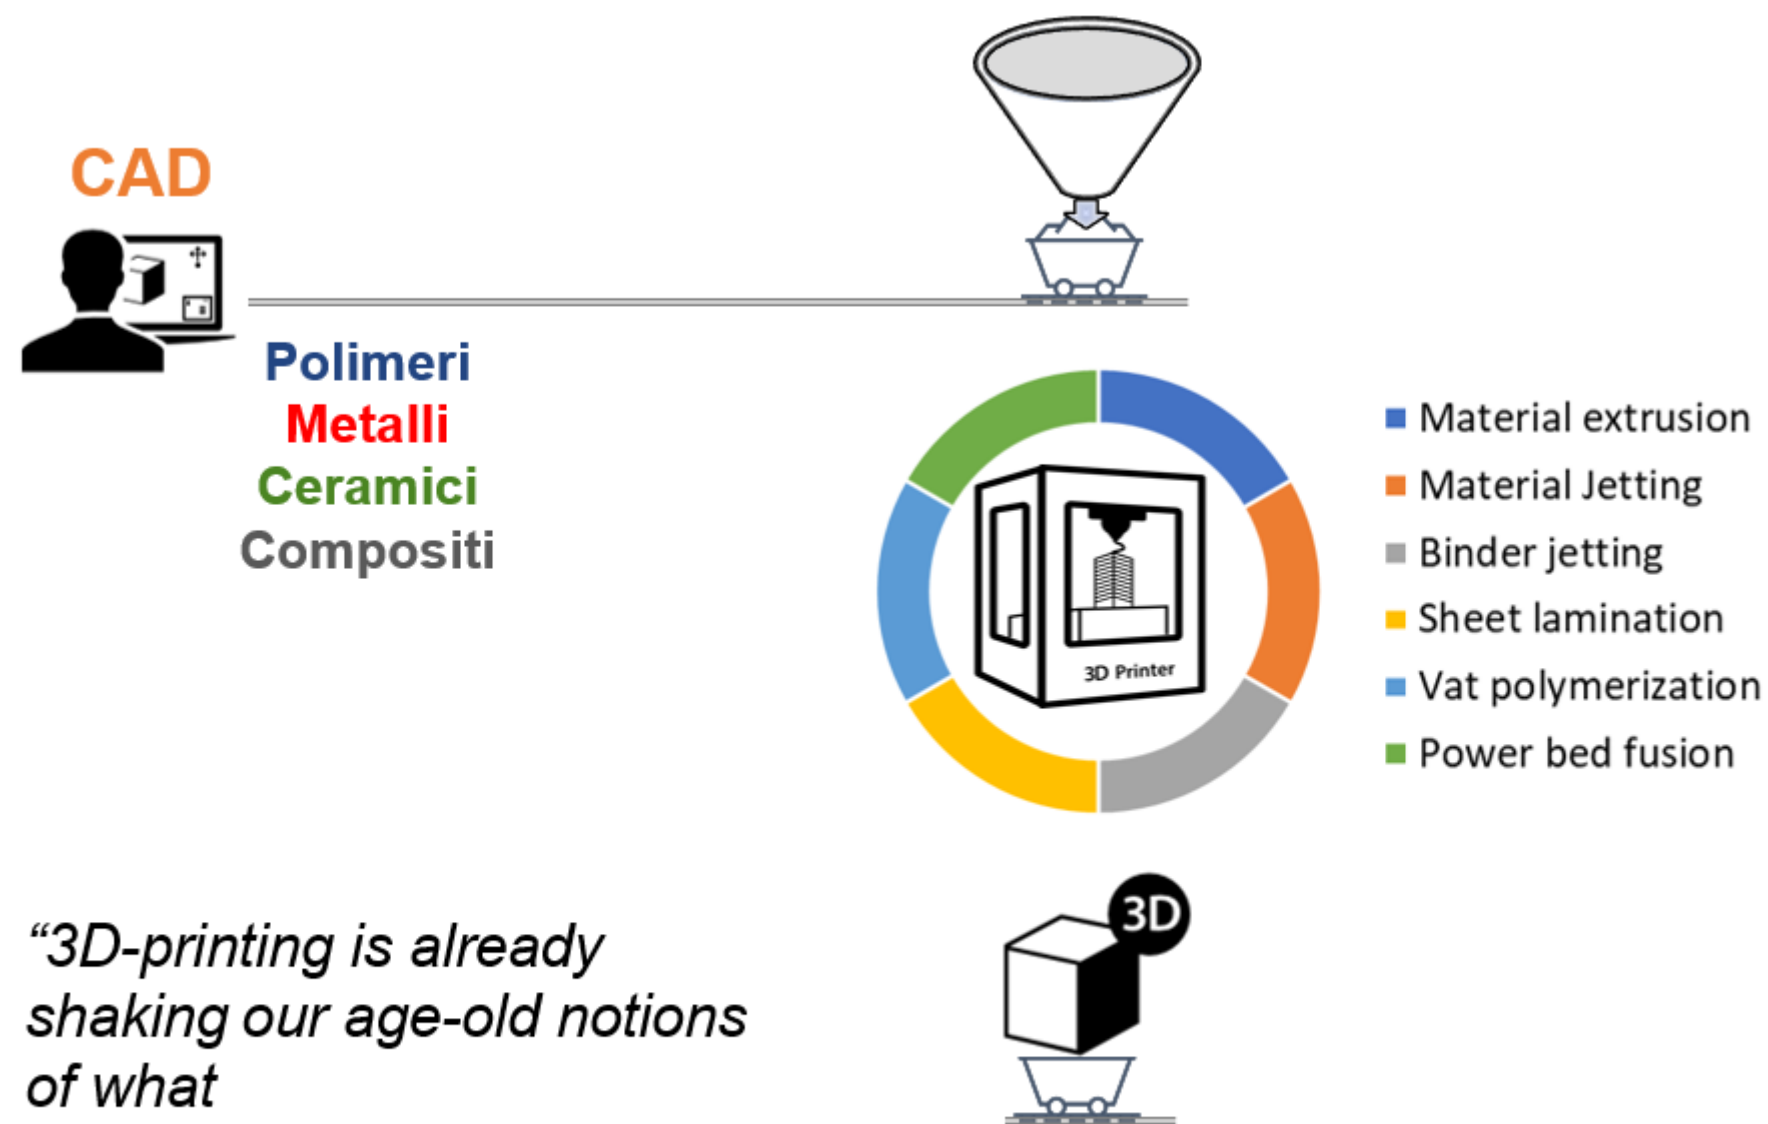 CAD
Polimeri
Metalli
Ceramici
Compositi
3D Printer
Material extrusion
Material Jetting
Binder jetting
Sheet lamination
Vat polymerization
Power bed fusion
3D
“3D-printing is already
shaking our age-old notions
of what